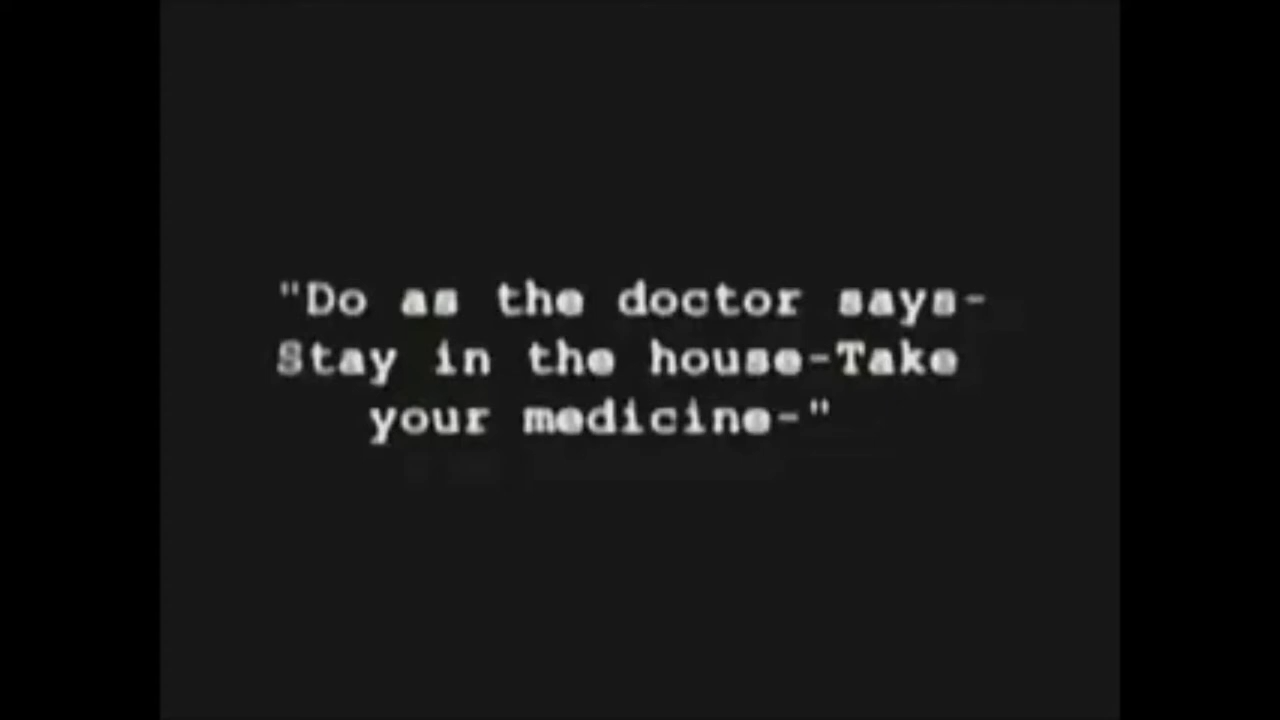 "Do as the doctor says-
Stay in the house-Take
your medicine-"